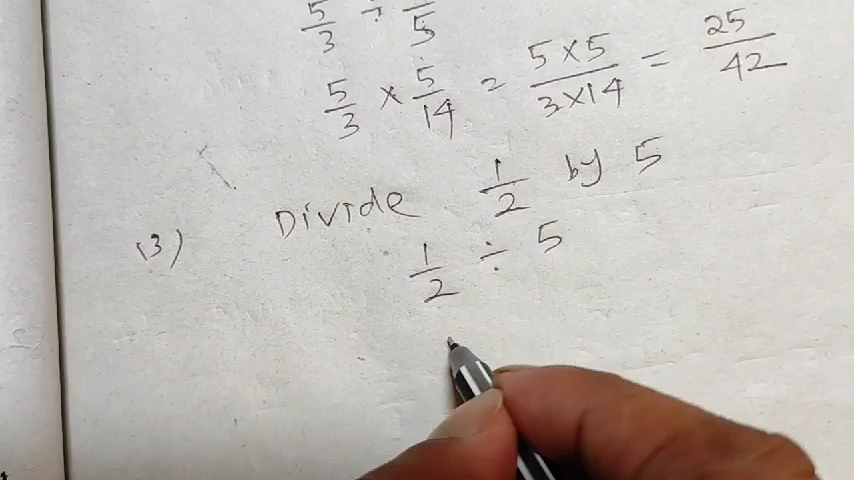 5/3 ÷ /5
5/3 × 5/14 = 5×5/3×14 = 25/42
(3) Divide 1/2 by 5
1/2 ÷ 5